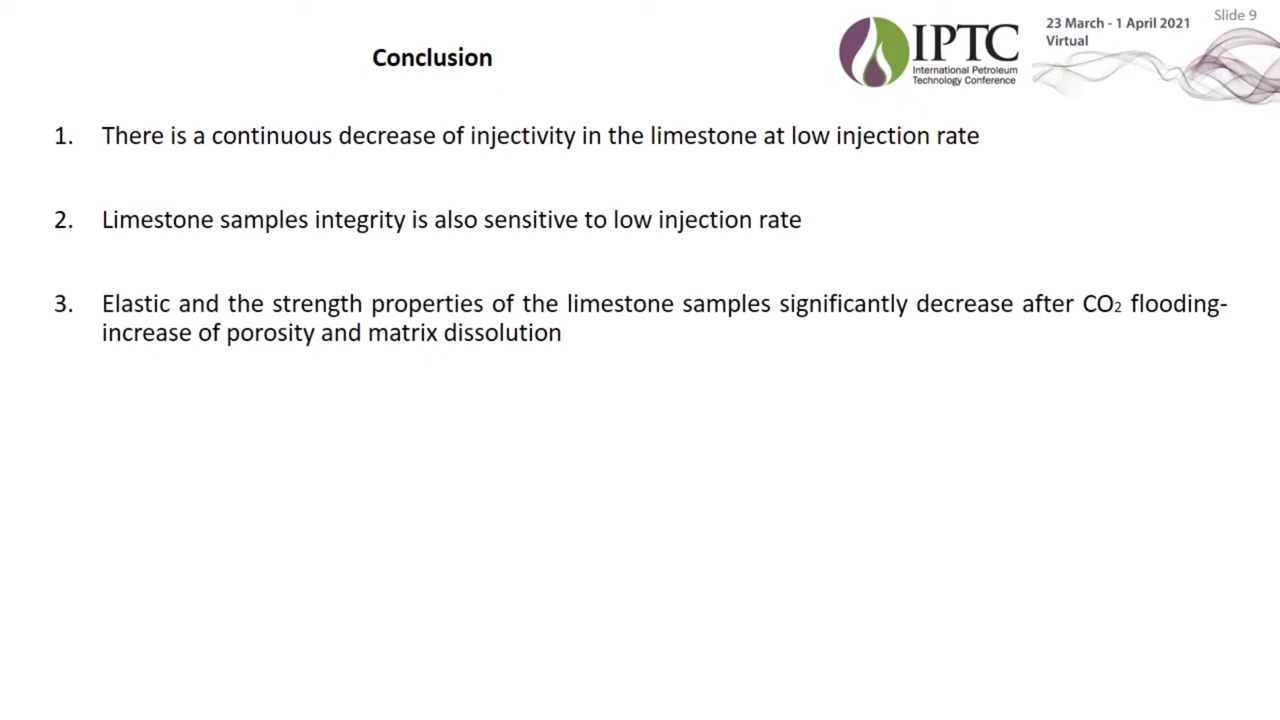 Slide 9
IPTC
International Petroleum
Technology Conference
23 March - 1 April 2021
Virtual
Conclusion
1. There is a continuous decrease of injectivity in the limestone at low injection rate
2. Limestone samples integrity is also sensitive to low injection rate
3. Elastic and the strength properties of the limestone samples significantly decrease after CO₂ flooding-
increase of porosity and matrix dissolution